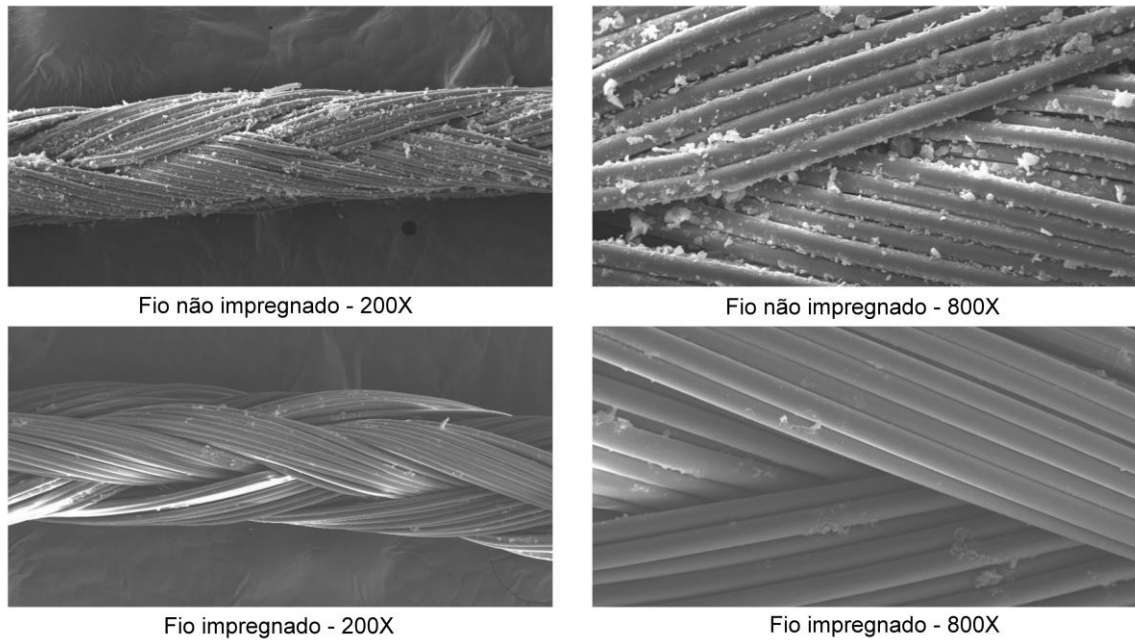 Fio não impregnado - 200X
Fio não impregnado - 800X
Fio impregnado - 200X
Fio impregnado - 800X